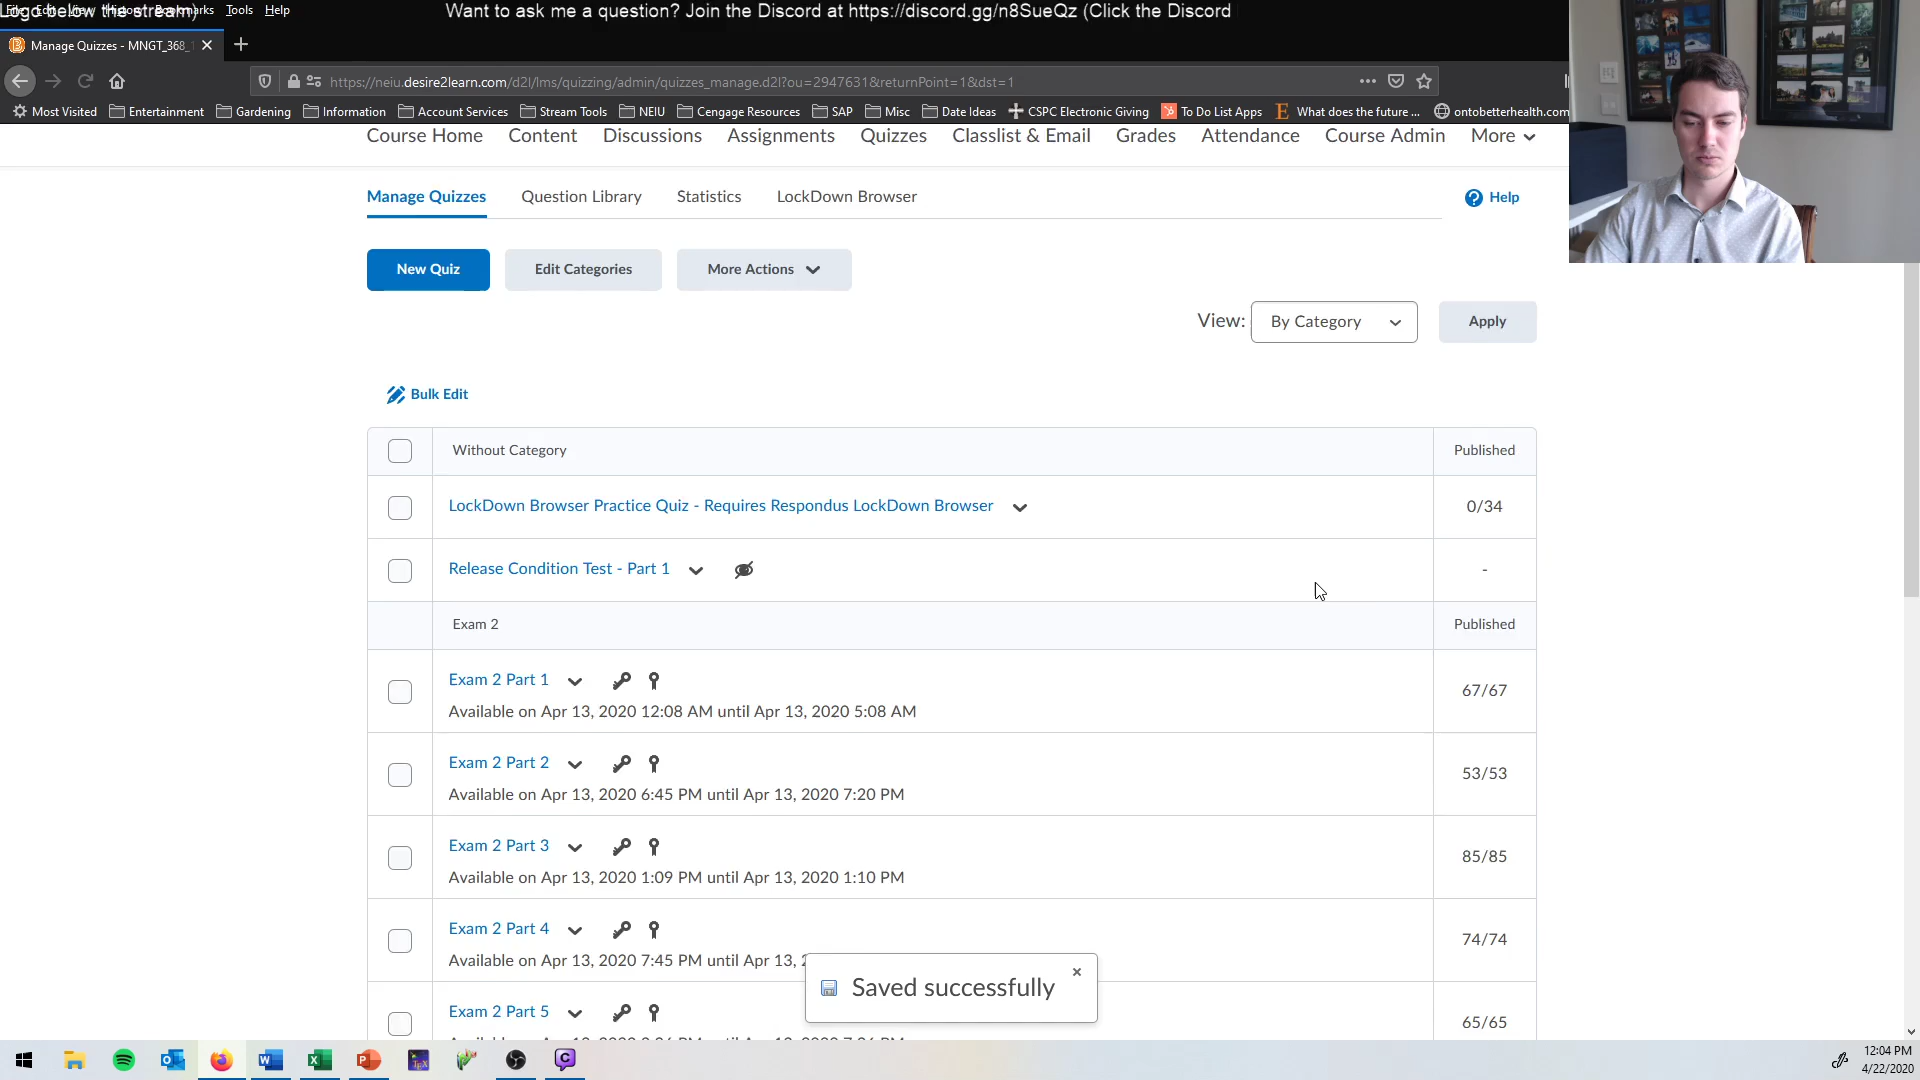 File Edit View History Bookmarks Tools Help
Logo below the stream)
Want to ask me a question? Join the Discord at https://discord.gg/n8SueQz (Click the Discord
Manage Quizzes - MNGT_368_
https://neiu.desire2learn.com/d2l/lms/quizzing/admin/quizzes_manage.d2l?ou=2947631&returnPoint=1&dst=1
Most Visited Entertainment Gardening Information Account Services Stream Tools NEIU Cengage Resources SAP Misc Date Ideas CSPC Electronic Giving To Do List Apps What does the future ... ontobetterhealth.com
Course Home Content Discussions Assignments Quizzes Classlist & Email Grades Attendance Course Admin More
Manage Quizzes Question Library Statistics LockDown Browser Help
New Quiz Edit Categories More Actions
View: By Category Apply
Bulk Edit
Without Category Published
LockDown Browser Practice Quiz - Requires Respondus LockDown Browser 0/34
Release Condition Test - Part 1 -
Exam 2 Published
Exam 2 Part 1
Available on Apr 13, 2020 12:08 AM until Apr 13, 2020 5:08 AM
67/67
Exam 2 Part 2
Available on Apr 13, 2020 6:45 PM until Apr 13, 2020 7:20 PM
53/53
Exam 2 Part 3
Available on Apr 13, 2020 1:09 PM until Apr 13, 2020 1:10 PM
85/85
Exam 2 Part 4
Available on Apr 13, 2020 7:45 PM until Apr 13,
74/74
Saved successfully
Exam 2 Part 5
65/65
12:04 PM
4/22/2020